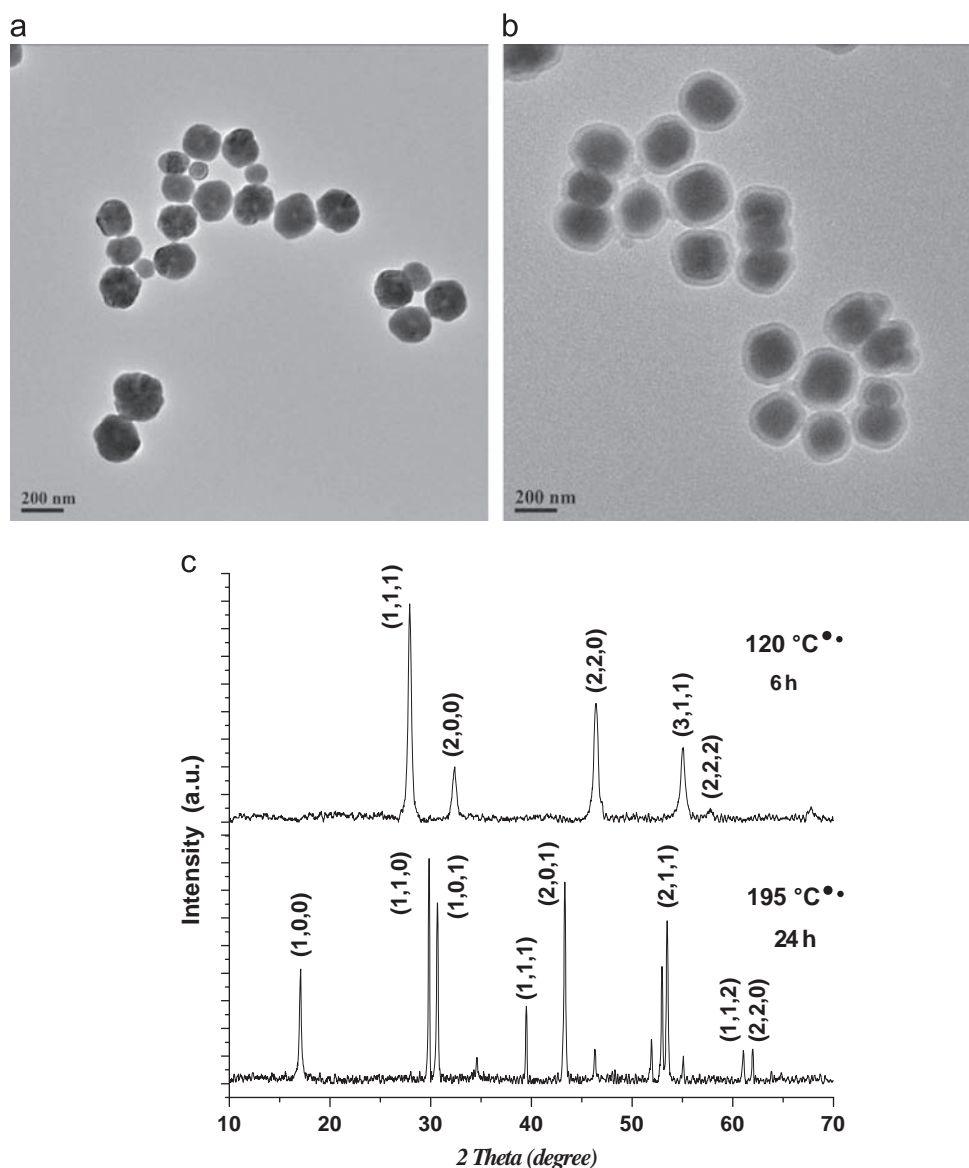 a
b
200 nm
200 nm
c
(1,1,1)
(2,0,0)
(2,2,0)
(3,1,1)
(2,2,2)
120 °C
6 h
(1,0,0)
(1,1,0)
(1,0,1)
(1,1,1)
(2,0,1)
(2,1,1)
(1,1,2)
(2,2,0)
195 °C
24 h
Intensity (a.u.)
10 20 30 40 50 60 70
2 Theta (degree)